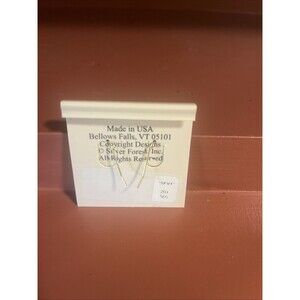 Made in USA
Bellows Falls, VT 05101
Copyright Designs
© Silver Forest, Inc.
All Rights Reserved